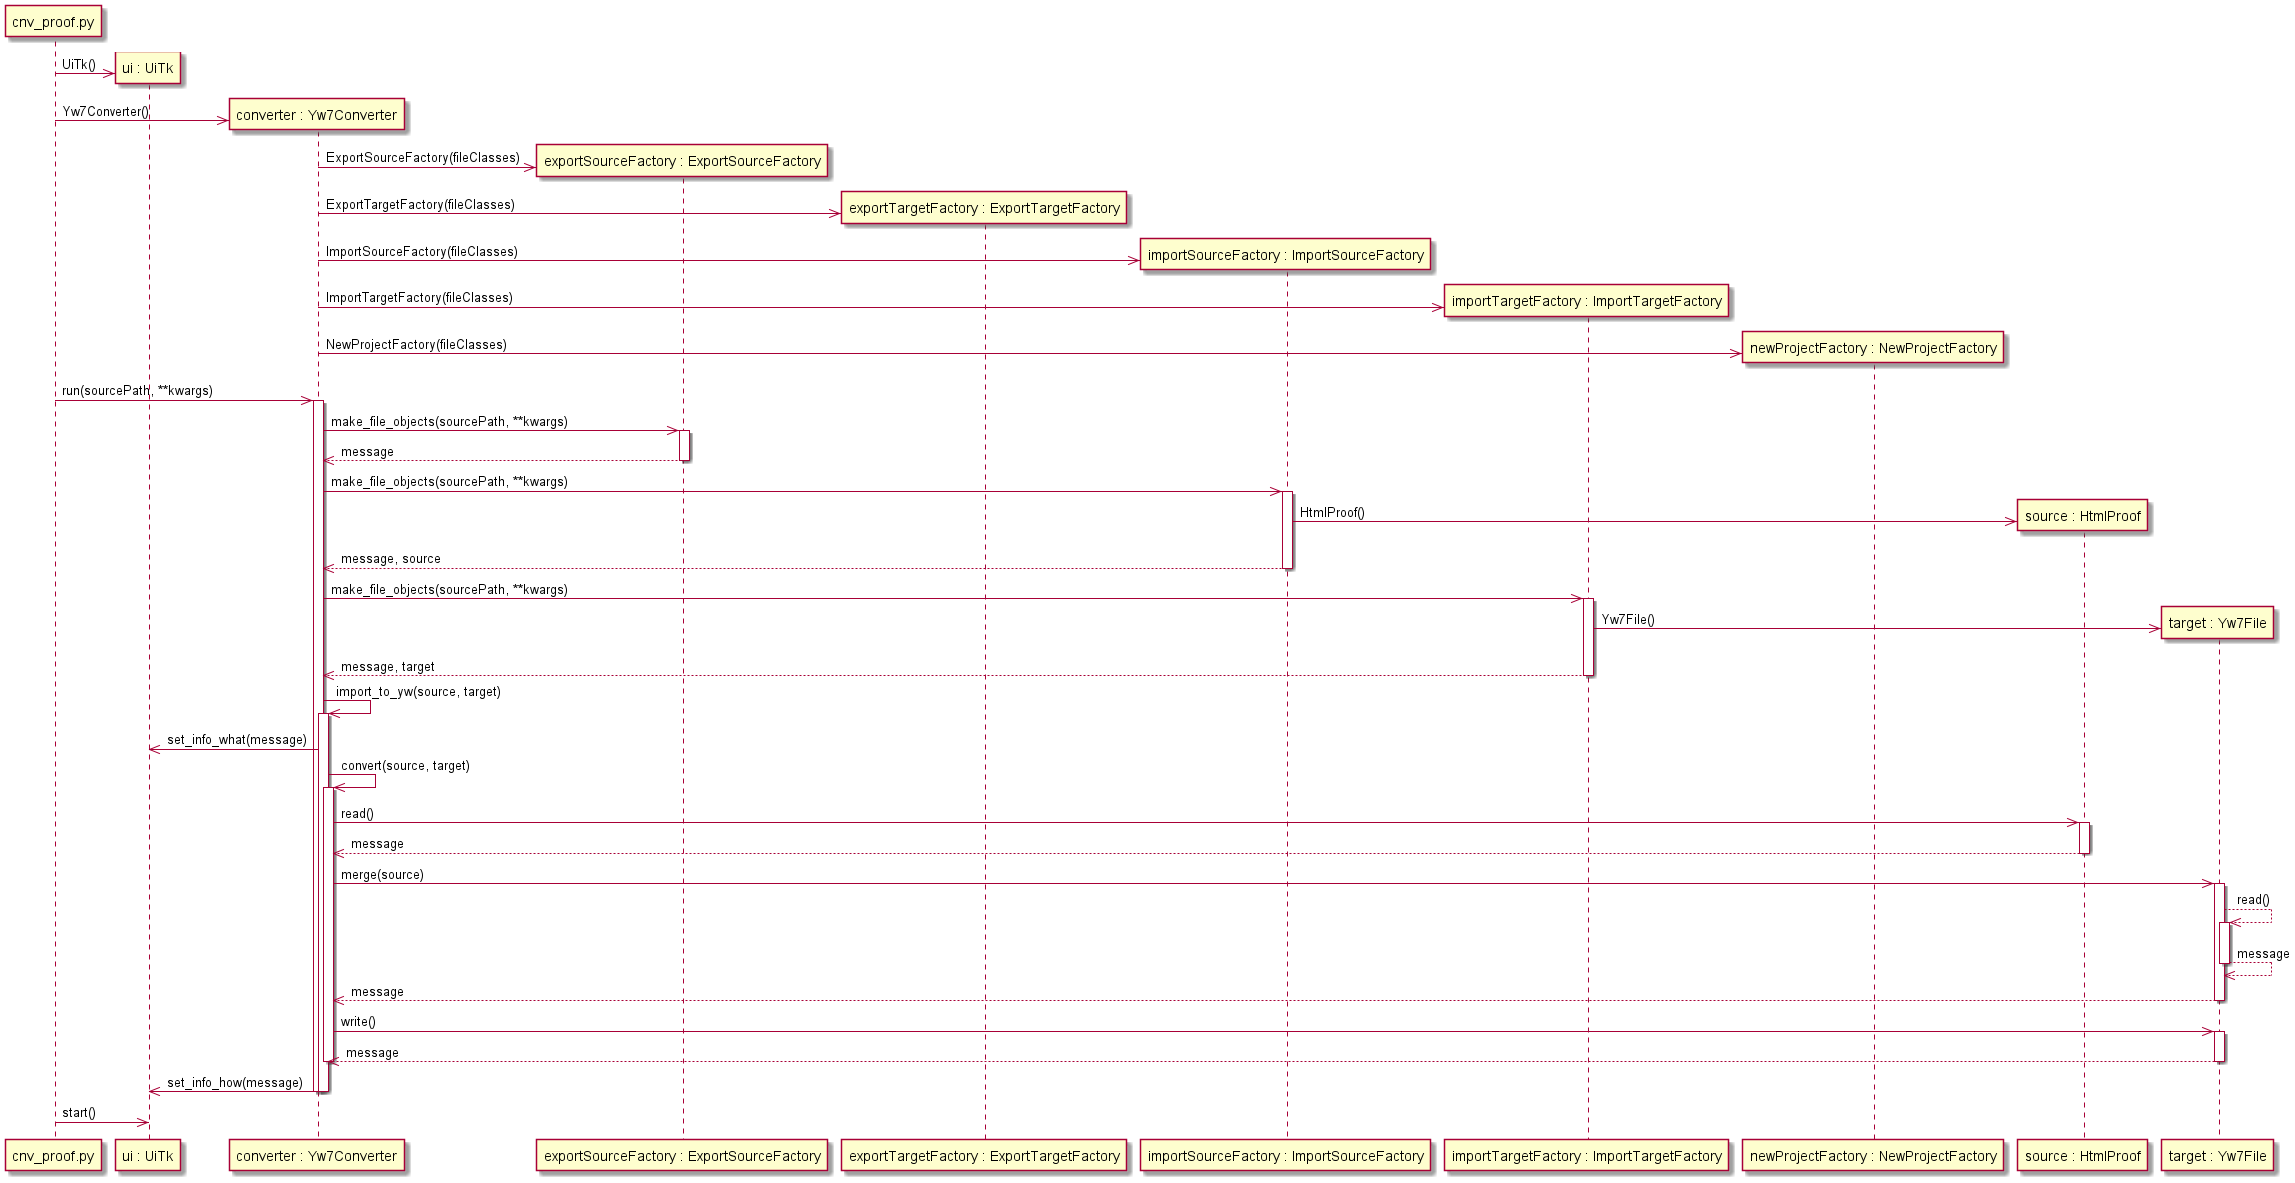 cnv_proof.py
UiTk()
ui : UiTk
Yw7Converter()
converter : Yw7Converter
ExportSourceFactory(fileClasses)
exportSourceFactory : ExportSourceFactory
ExportTargetFactory(fileClasses)
exportTargetFactory : ExportTargetFactory
ImportSourceFactory(fileClasses)
importSourceFactory : ImportSourceFactory
ImportTargetFactory(fileClasses)
importTargetFactory : ImportTargetFactory
NewProjectFactory(fileClasses)
newProjectFactory : NewProjectFactory
run(sourcePath, **kwargs)
make_file_objects(sourcePath, **kwargs)
message
make_file_objects(sourcePath, **kwargs)
HtmlProof()
source : HtmlProof
message, source
make_file_objects(sourcePath, **kwargs)
Yw7File()
target : Yw7File
message, target
import_to_yw(source, target)
set_info_what(message)
convert(source, target)
read()
message
merge(source)
read()
message
message
write()
message
set_info_how(message)
start()
cnv_proof.py
ui : UiTk
converter : Yw7Converter
exportSourceFactory : ExportSourceFactory
exportTargetFactory : ExportTargetFactory
importSourceFactory : ImportSourceFactory
importTargetFactory : ImportTargetFactory
newProjectFactory : NewProjectFactory
source : HtmlProof
target : Yw7File